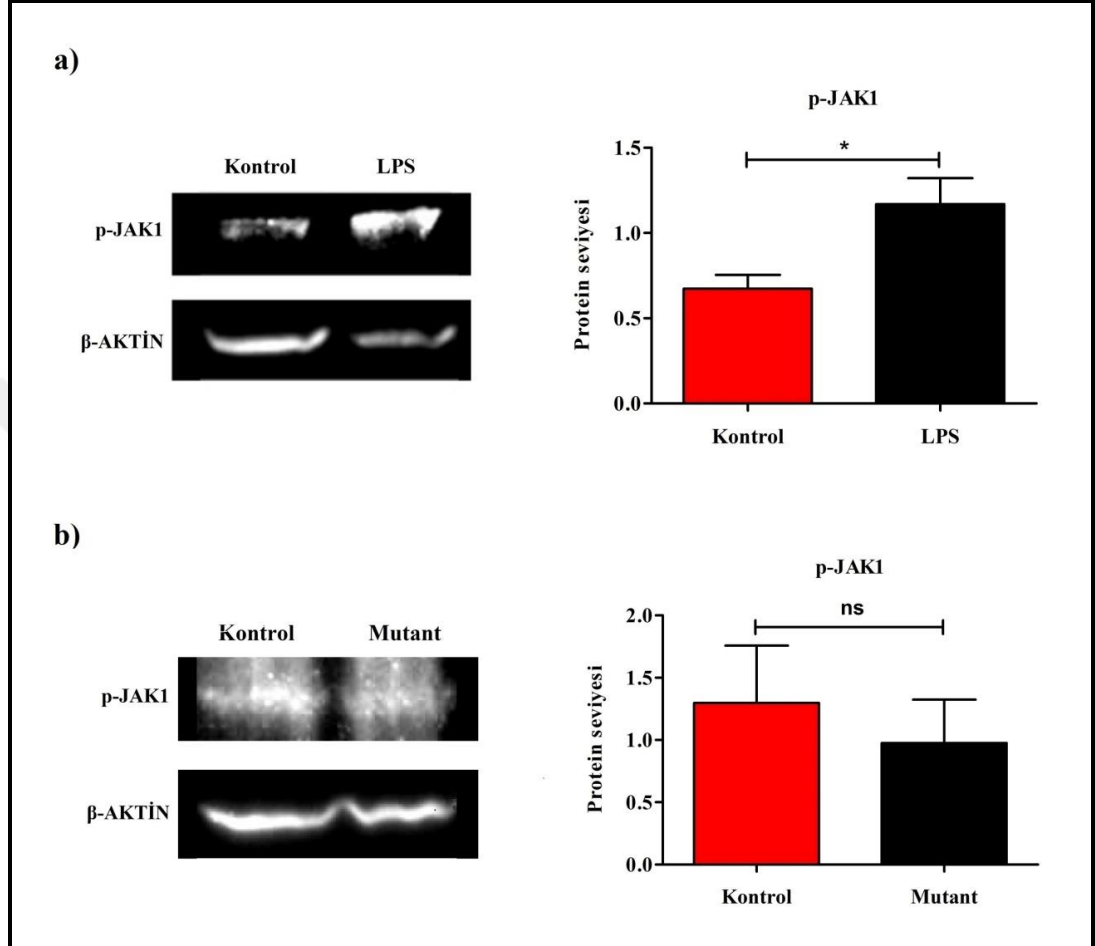 a)
p-JAK1
Kontrol LPS
p-JAK1
β-AKTİN
*
Protein seviyesi
1.5
1.0
0.5
0.0
Kontrol LPS
b)
p-JAK1
Kontrol Mutant
p-JAK1
β-AKTİN
ns
Protein seviyesi
2.0
1.5
1.0
0.5
0.0
Kontrol Mutant